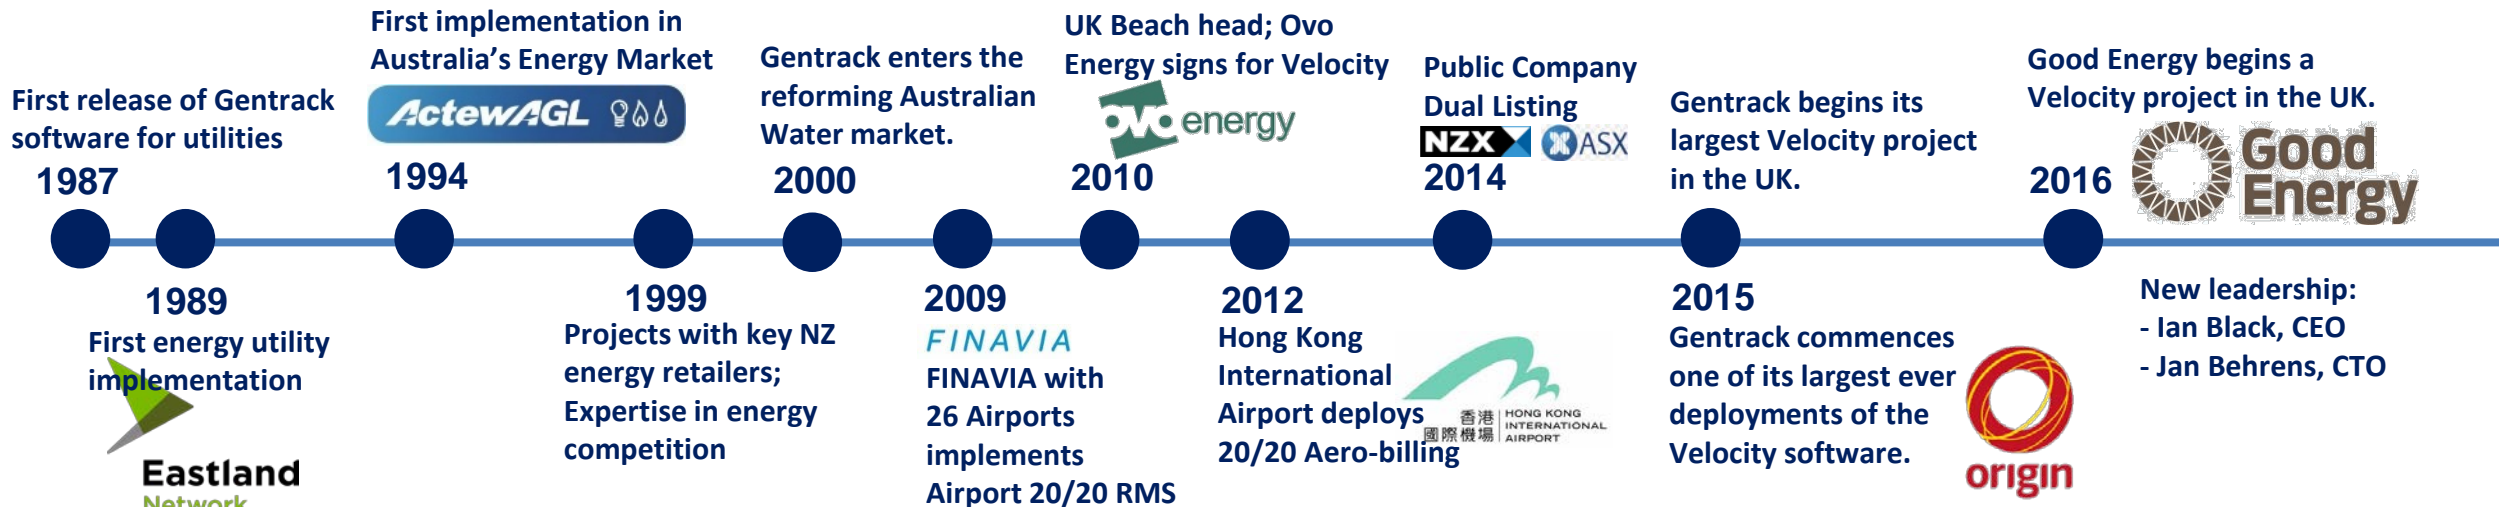 First release of Gentrack
software for utilities
1987
1989
First energy utility
implementation
Eastland
Network
First implementation in
Australia's Energy Market
ActewAGL
1994
1999
Projects with key NZ
energy retailers;
Expertise in energy
competition
Gentrack enters the
reforming Australian
Water market.
2000
2009
FINAVIA
FINAVIA with
26 Airports
implements
Airport 20/20 RMS
UK Beach head; Ovo
Energy signs for Velocity
ovo energy
2010
2012
Hong Kong
International
Airport deploys
20/20 Aero-billing
香港
國際機場
HONG KONG
INTERNATIONAL
AIRPORT
Public Company
Dual Listing
NZX
ASX
2014
Gentrack begins its
largest Velocity project
in the UK.
2015
Gentrack commences
one of its largest ever
deployments of the
Velocity software.
origin
Good Energy begins a
Velocity project in the UK.
2016
Good
Energy
New leadership:
- Ian Black, CEO
- Jan Behrens, CTO